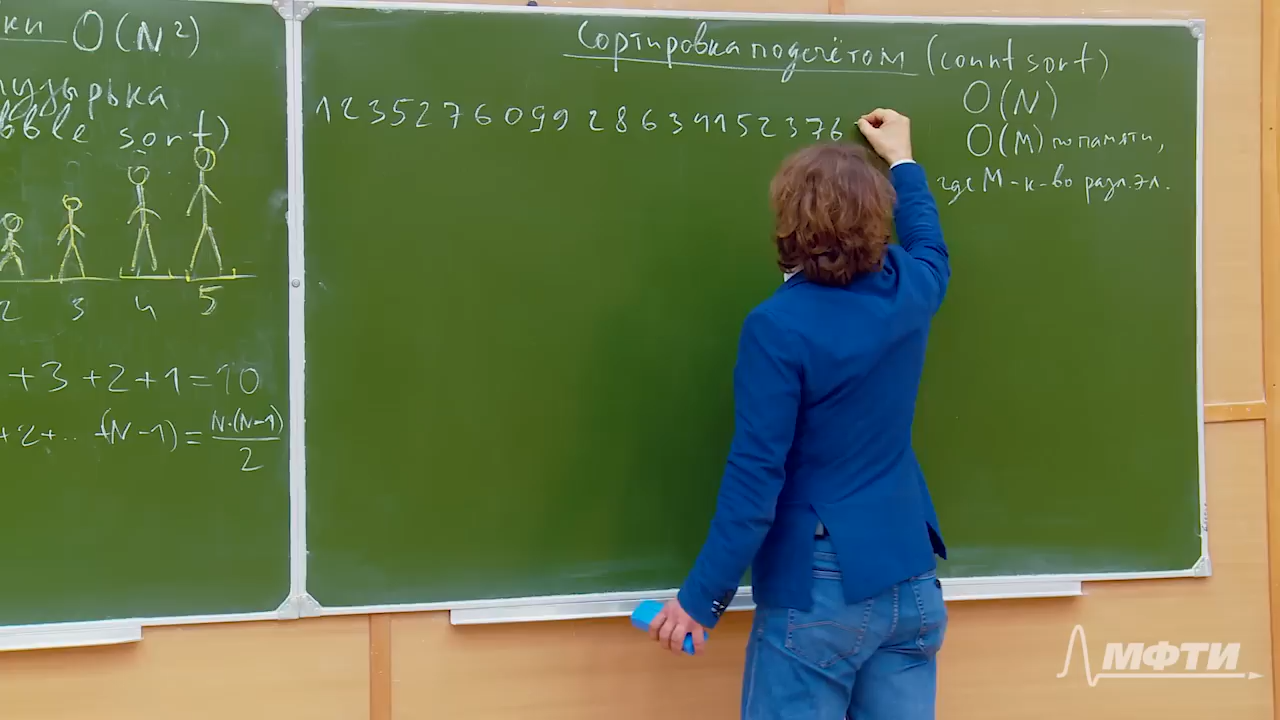 ки O(N²)
пузырька
bble sort)
2 3 4 5
+3+2+1=10
+2+... +(N-1)= N·(N-1)/2
Сортировка подсчётом (count sort)
O(N)
O(M) по памяти,
где M-к-во разл. эл.
1 2 3 5 2 7 6 0 9 9 2 8 6 3 4 1 5 2 3 7 6
МФТИ